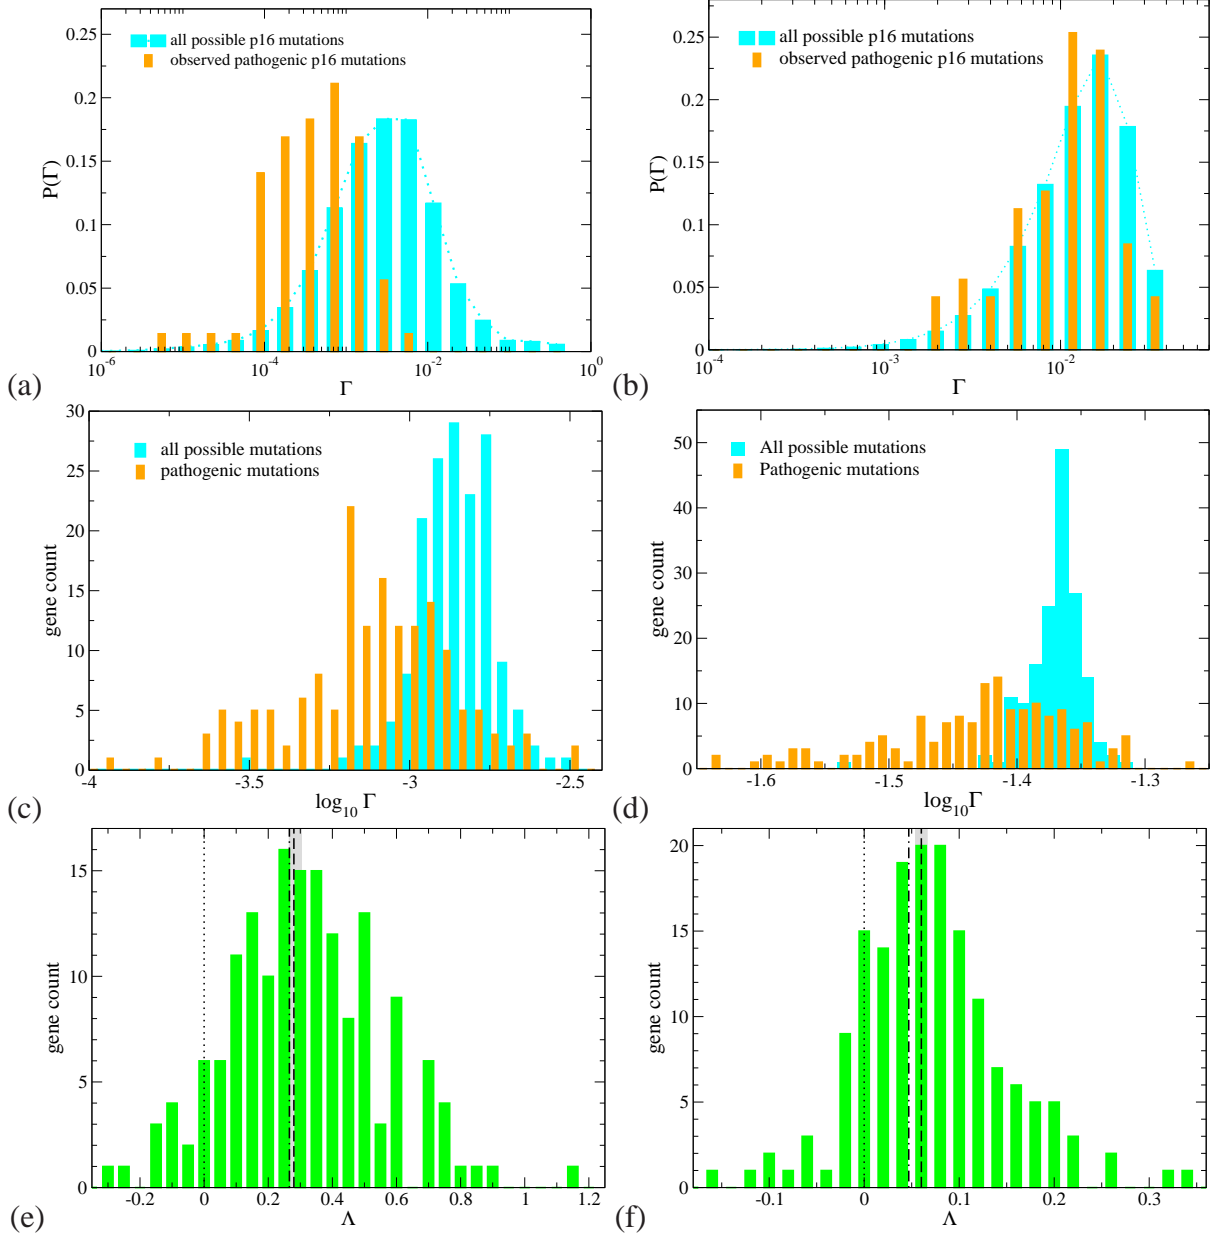 0.25
0.2
0.15
0.1
0.05
0
P(Γ)
all possible p16 mutations
observed pathogenic p16 mutations
10^-6 10^-4 10^-2 10^0
Γ
(a)
0.25
0.2
0.15
0.1
0.05
0
P(Γ)
all possible p16 mutations
observed pathogenic p16 mutations
10^-4 10^-3 10^-2
Γ
(b)
30
25
20
15
10
5
0
gene count
all possible mutations
pathogenic mutations
-4 -3.5 -3 -2.5
log10 Γ
(c)
50
40
30
20
10
0
gene count
All possible mutations
Pathogenic mutations
-1.6 -1.5 -1.4 -1.3
log10 Γ
(d)
15
10
5
0
gene count
-0.2 0 0.2 0.4 0.6 0.8 1 1.2
Λ
(e)
20
15
10
5
0
gene count
-0.1 0 0.1 0.2 0.3
Λ
(f)